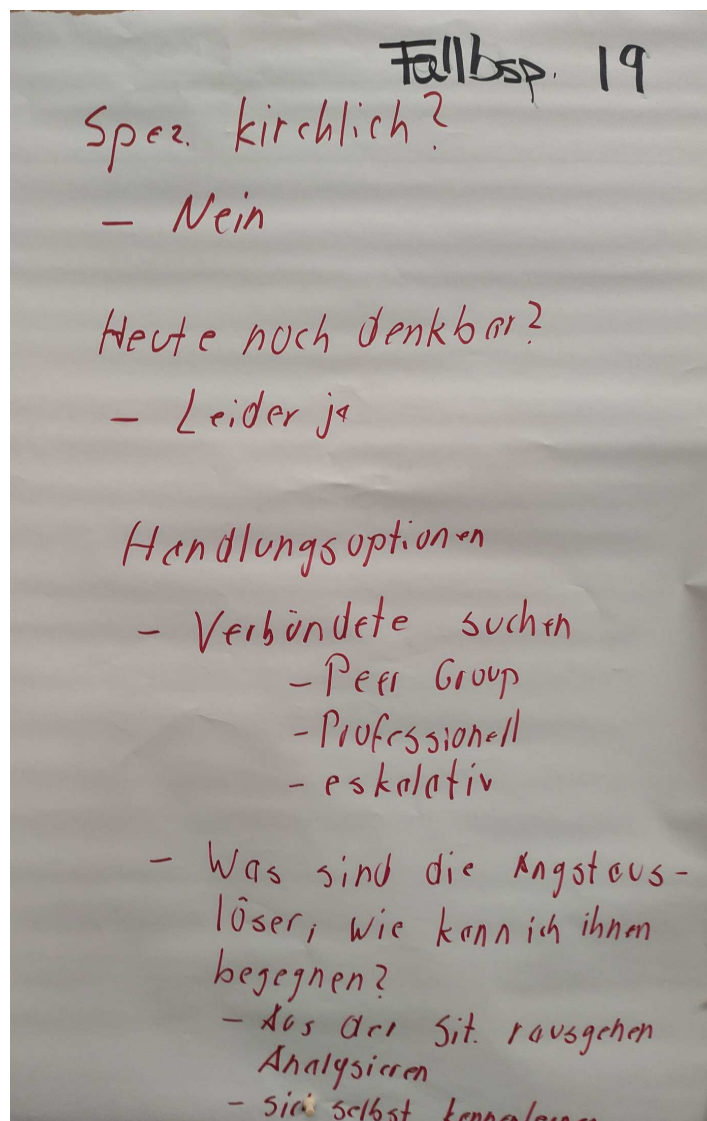 Fallbsp. 19
Spez. kirchlich?
- Nein
Heute noch denkbar?
- Leider ja
Handlungsoptionen
- Verbündete suchen
- Peer Group
- Professionell
- eskalativ
- Was sind die Angstaus-
löser, wie kann ich ihnen
begegnen?
- Aus der Sit. rausgehen
Analysieren
- sich selbst kennenlernen